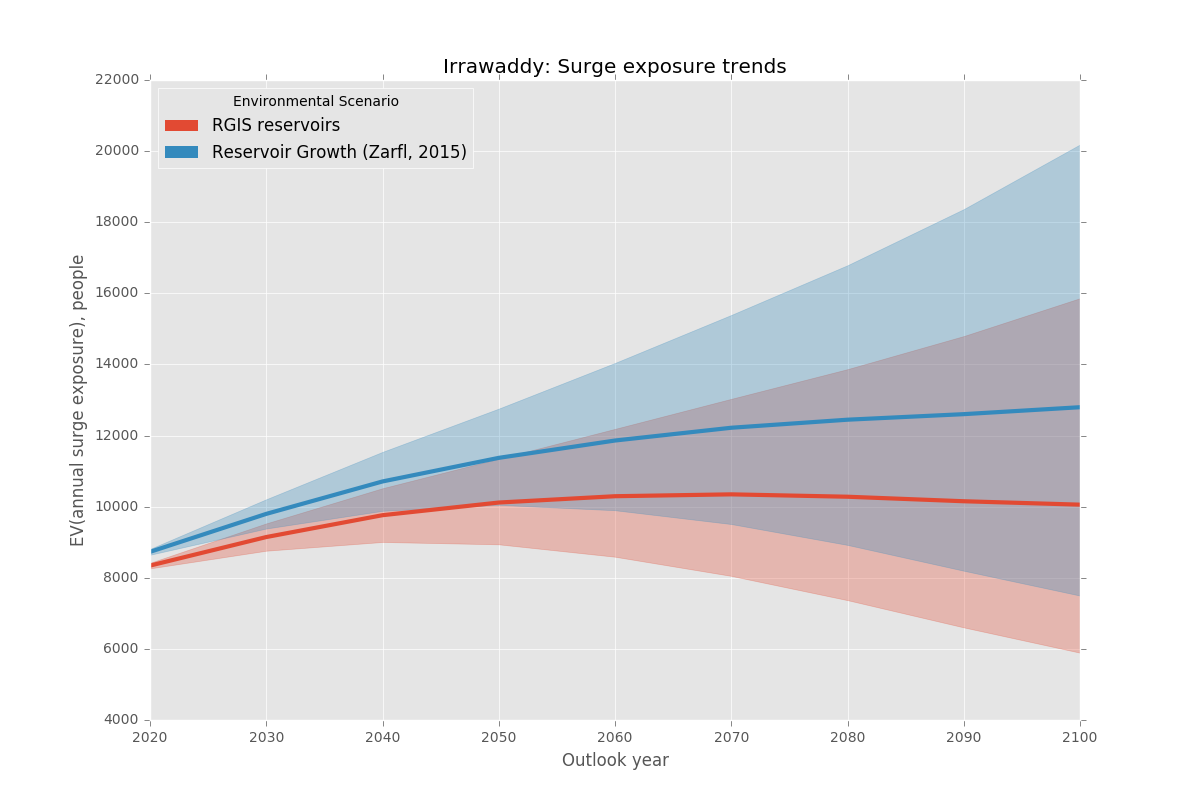 Irrawaddy: Surge exposure trends
Environmental Scenario
RGIS reservoirs
Reservoir Growth (Zarfl, 2015)
EV(annual surge exposure), people
22000
20000
18000
16000
14000
12000
10000
8000
6000
4000
2020 2030 2040 2050 2060 2070 2080 2090 2100
Outlook year